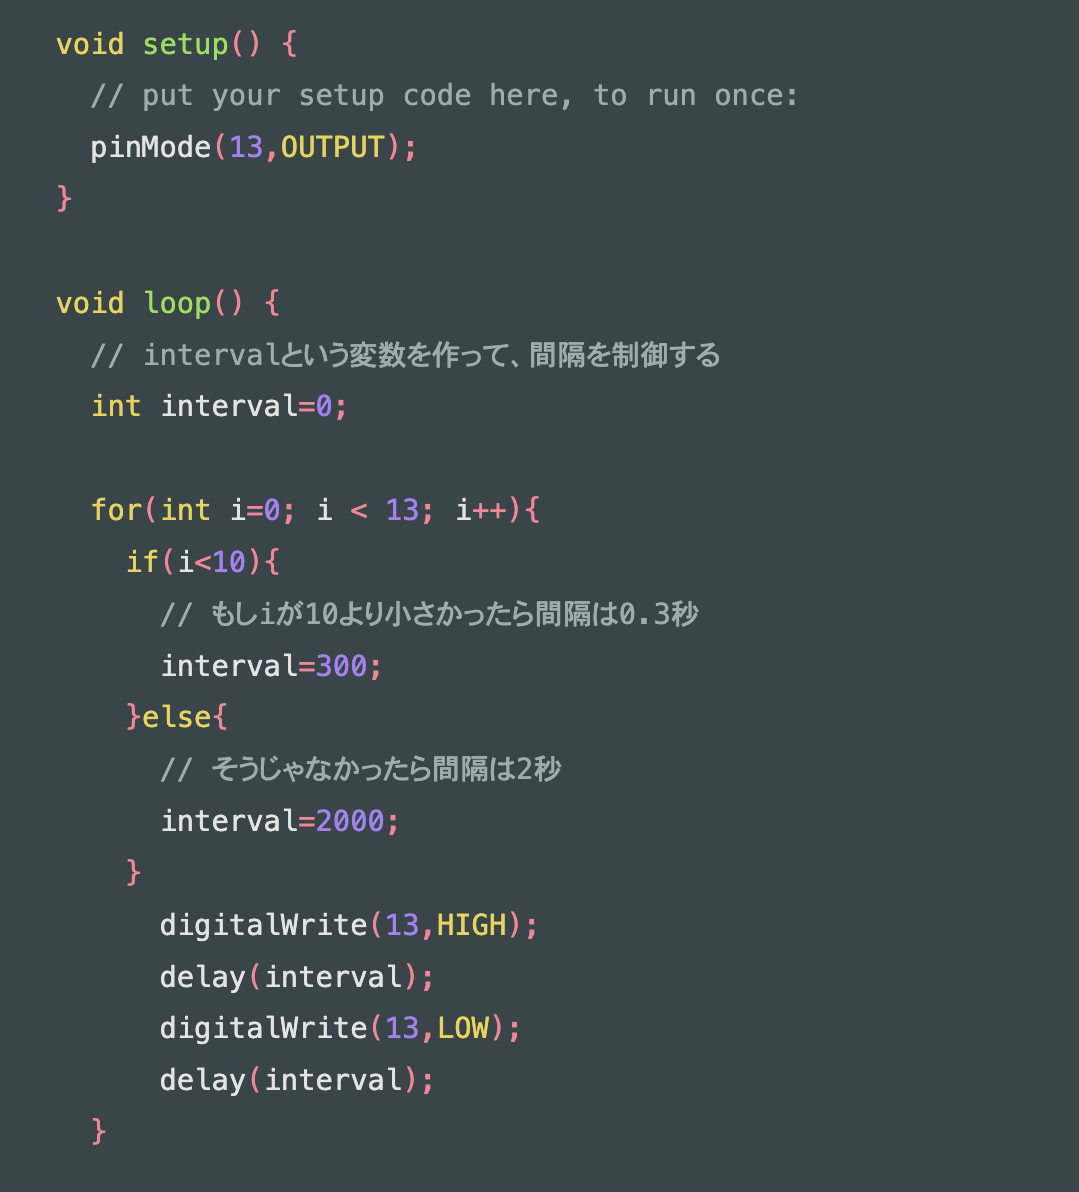 void setup() {
  // put your setup code here, to run once:
  pinMode(13,OUTPUT);
}

void loop() {
  // intervalという変数を作って、間隔を制御する
  int interval=0;

  for(int i=0; i < 13; i++){
    if(i<10){
      // もしiが10より小さかったら間隔は0.3秒
      interval=300;
    }else{
      // そうじゃなかったら間隔は2秒
      interval=2000;
    }
      digitalWrite(13,HIGH);
      delay(interval);
      digitalWrite(13,LOW);
      delay(interval);
  }